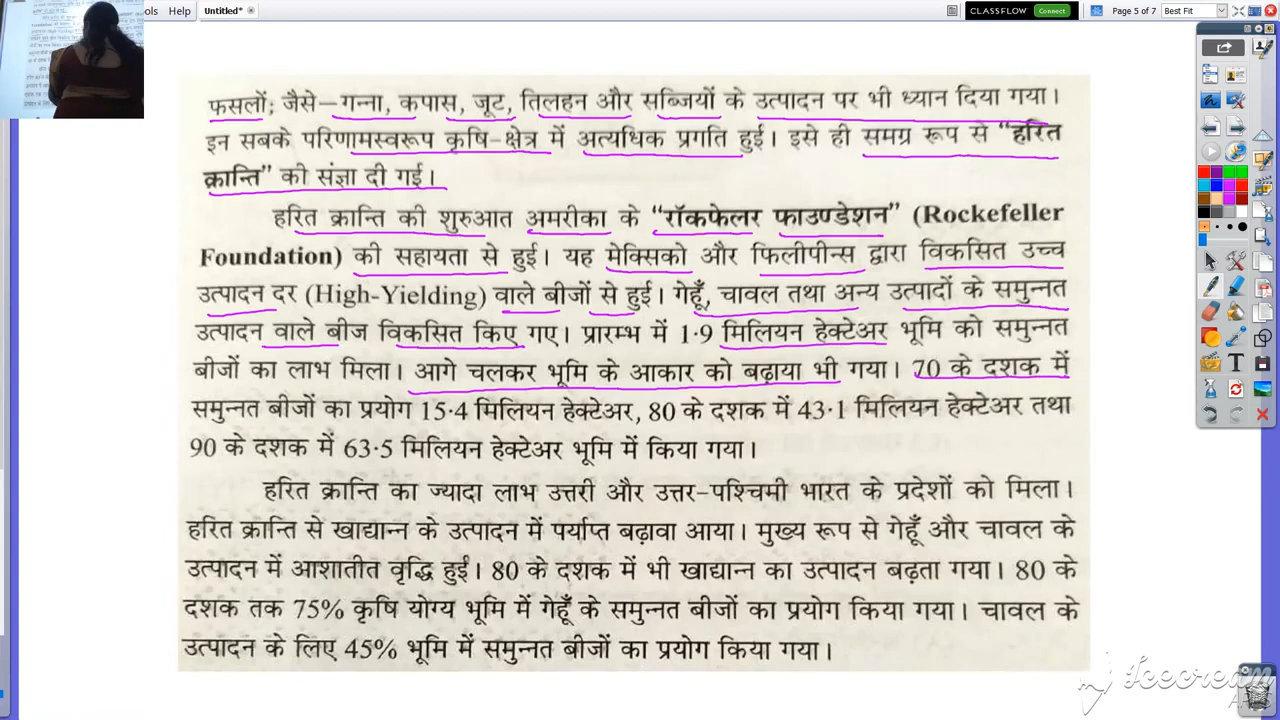 ols Help Untitled* CLASSFLOW Connect Page 5 of 7 Best Fit
फसलों; जैसे–गन्ना, कपास, जूट, तिलहन और सब्जियों के उत्पादन पर भी ध्यान दिया गया।
इन सबके परिणामस्वरूप कृषि-क्षेत्र में अत्यधिक प्रगति हुई। इसे ही समग्र रूप से “हरित
क्रान्ति” की संज्ञा दी गई।
हरित क्रान्ति की शुरुआत अमरीका के “रॉकफेलर फाउण्डेशन” (Rockefeller
Foundation) की सहायता से हुई। यह मेक्सिको और फिलीपीन्स द्वारा विकसित उच्च
उत्पादन दर (High-Yielding) वाले बीजों से हुई। गेहूँ, चावल तथा अन्य उत्पादों के समुन्नत
उत्पादन वाले बीज विकसित किए गए। प्रारम्भ में 1·9 मिलियन हेक्टेअर भूमि को समुन्नत
बीजों का लाभ मिला। आगे चलकर भूमि के आकार को बढ़ाया भी गया। 70 के दशक में
समुन्नत बीजों का प्रयोग 15·4 मिलियन हेक्टेअर, 80 के दशक में 43·1 मिलियन हेक्टेअर तथा
90 के दशक में 63·5 मिलियन हेक्टेअर भूमि में किया गया।
हरित क्रान्ति का ज्यादा लाभ उत्तरी और उत्तर-पश्चिमी भारत के प्रदेशों को मिला।
हरित क्रान्ति से खाद्यान्न के उत्पादन में पर्याप्त बढ़ावा आया। मुख्य रूप से गेहूँ और चावल के
उत्पादन में आशातीत वृद्धि हुई। 80 के दशक में भी खाद्यान्न का उत्पादन बढ़ता गया। 80 के
दशक तक 75% कृषि योग्य भूमि में गेहूँ के समुन्नत बीजों का प्रयोग किया गया। चावल के
उत्पादन के लिए 45% भूमि में समुन्नत बीजों का प्रयोग किया गया।
Icecream
APPS